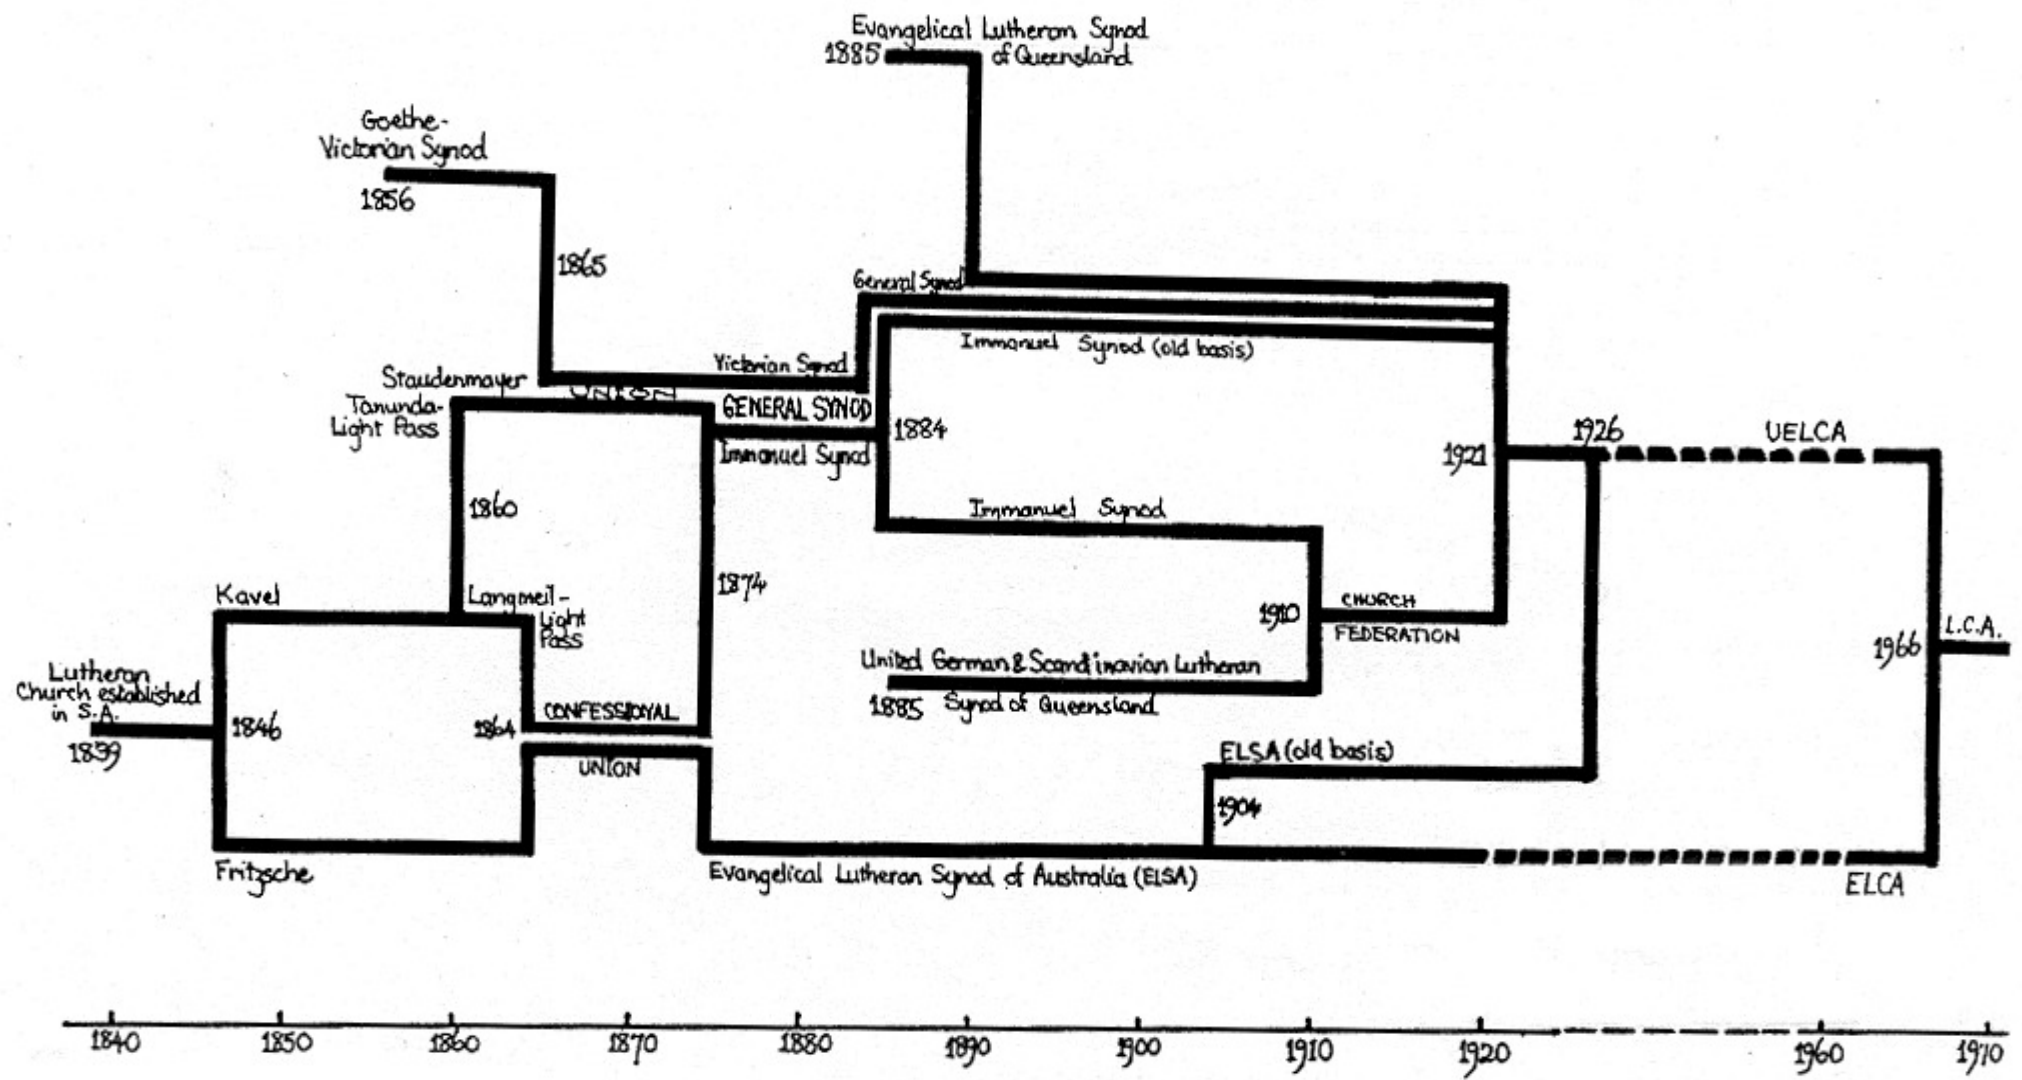 Evangelical Lutheran Synod
1885 of Queensland
Goethe-
Victorian Synod
1856
1865
General Synod
Immanuel Synod (old basis)
Victorian Synod
Staudenmayer
UNION
Tanunda-
Light Pass
GENERAL SYNOD
Immanuel Synod
1884
1921
1926
UELCA
1860
Immanuel Synod
1874
Kavel
Langmeil-
Light
Pass
1910
CHURCH
FEDERATION
L.C.A.
1966
Lutheran
Church established
in S.A.
1839
1846
United German & Scandinavian Lutheran
1885 Synod of Queensland
1864
CONFESSIONAL
UNION
ELSA (old basis)
1904
Fritzsche
Evangelical Lutheran Synod of Australia (ELSA)
ELCA
1840 1850 1860 1870 1880 1890 1900 1910 1920 1960 1970